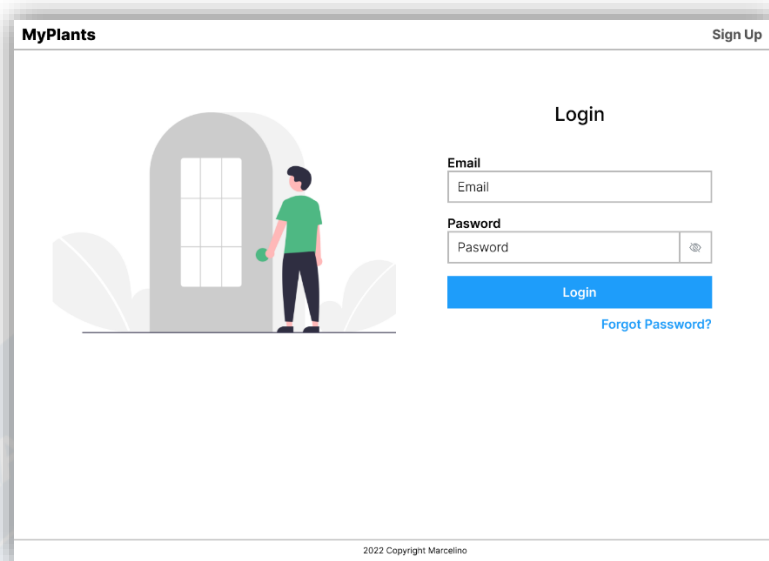 MyPlants
Sign Up
Login
Email
Email
Pasword
Pasword
Login
Forgot Password?
2022 Copyright Marcelino